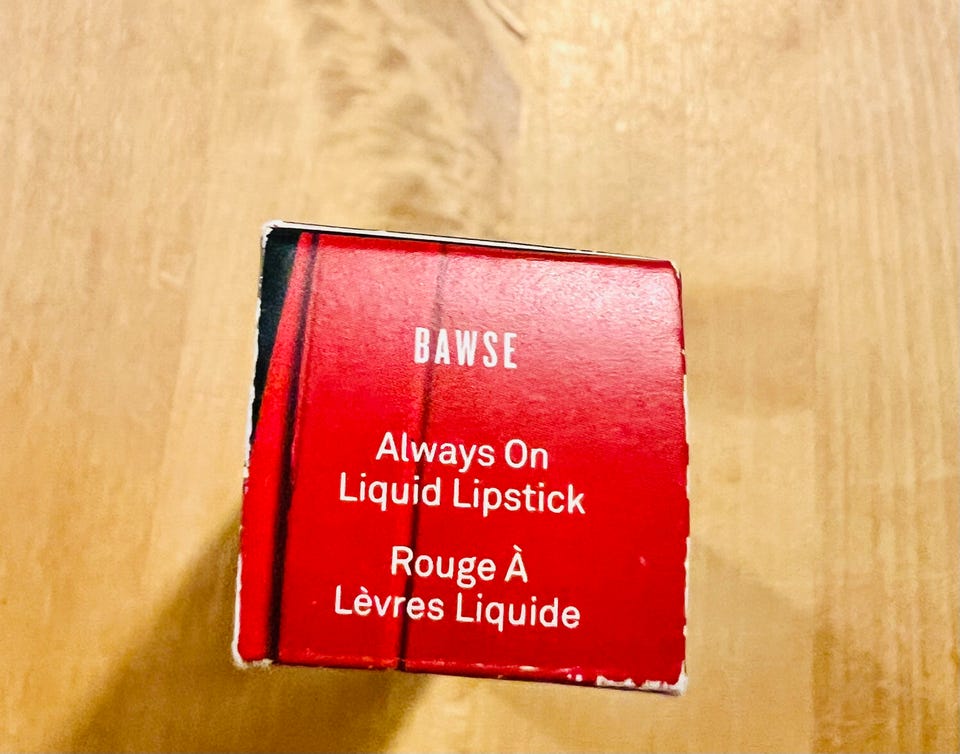 BAWSE
Always On
Liquid Lipstick
Rouge À
Lèvres Liquide